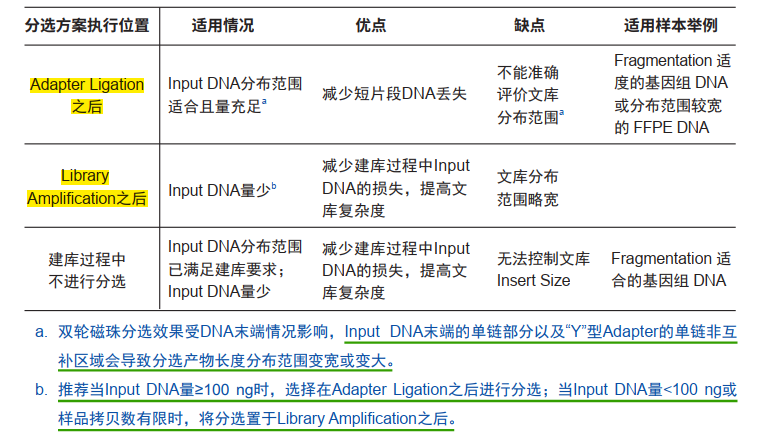 分选方案执行位置 适用情况 优点 缺点 适用样本举例
Adapter Ligation
之后
Input DNA分布范围
适合且量充足a
减少短片段DNA丢失
不能准确
评价文库
分布范围a
Fragmentation 适
度的基因组 DNA
或分布范围较宽
的 FFPE DNA
Library
Amplification之后
Input DNA量少b
减少建库过程中Input
DNA的损失，提高文
库复杂度
文库分布
范围略宽
建库过程中
不进行分选
Input DNA分布范围
已满足建库要求；
Input DNA量少
减少建库过程中Input
DNA的损失，提高文
库复杂度
无法控制文库
Insert Size
Fragmentation 适
合的基因组 DNA
a. 双轮磁珠分选效果受DNA末端情况影响，Input DNA末端的单链部分以及“Y”型Adapter的单链非互
补区域会导致分选产物长度分布范围变宽或变大。
b. 推荐当Input DNA量≥100 ng时，选择在Adapter Ligation之后进行分选；当Input DNA量<100 ng或
样品拷贝数有限时，将分选置于Library Amplification之后。